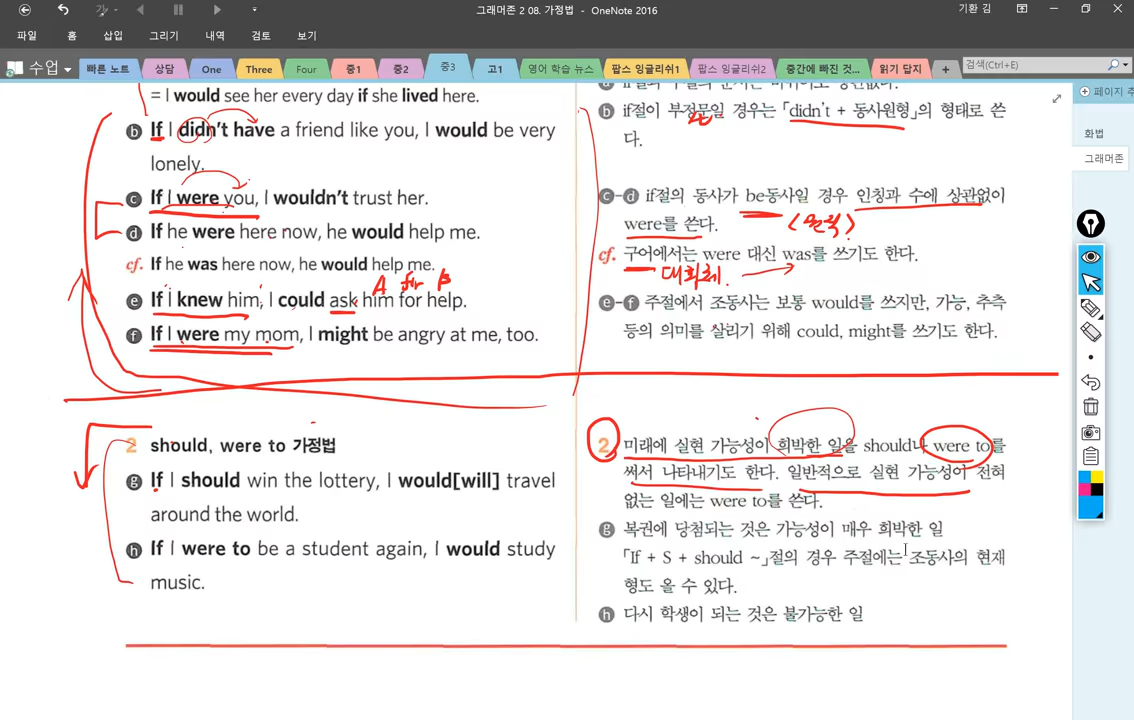 그래머존 2 08. 가정법 - OneNote 2016
기환 김
파일 홈 삽입 그리기 내역 검토 보기
수업 빠른 노트 상담 One Three Four 중1 중2 중3 고1 영어 학습 뉴스 팝스 잉글리쉬1 팝스 잉글리쉬2 중간에 빠진 것... 읽기 답지 + 검색(Ctrl+E)
페이지 추
화법
그래머존
= I would see her every day if she lived here.
b If I didn't have a friend like you, I would be very
lonely.
c If I were you, I wouldn't trust her.
d If he were here now, he would help me.
cf. If he was here now, he would help me.
A for B
e If I knew him, I could ask him for help.
f If I were my mom, I might be angry at me, too.
2 should, were to 가정법
g If I should win the lottery, I would[will] travel
around the world.
h If I were to be a student again, I would study
music.
b if절이 부정문일 경우는 「didn't + 동사원형」의 형태로 쓴
다.
c-d if절의 동사가 be동사일 경우 인칭과 수에 상관없이
were를 쓴다.
(원칙)
cf. 구어에서는 were 대신 was를 쓰기도 한다.
대화체
e-f 주절에서 조동사는 보통 would를 쓰지만, 가능, 추측
등의 의미를 살리기 위해 could, might를 쓰기도 한다.
2 미래에 실현 가능성이 희박한 일을 should나 were to를
써서 나타내기도 한다. 일반적으로 실현 가능성이 전혀
없는 일에는 were to를 쓴다.
g 복권에 당첨되는 것은 가능성이 매우 희박한 일
「If + S + should ~」절의 경우 주절에는 조동사의 현재
형도 올 수 있다.
h 다시 학생이 되는 것은 불가능한 일